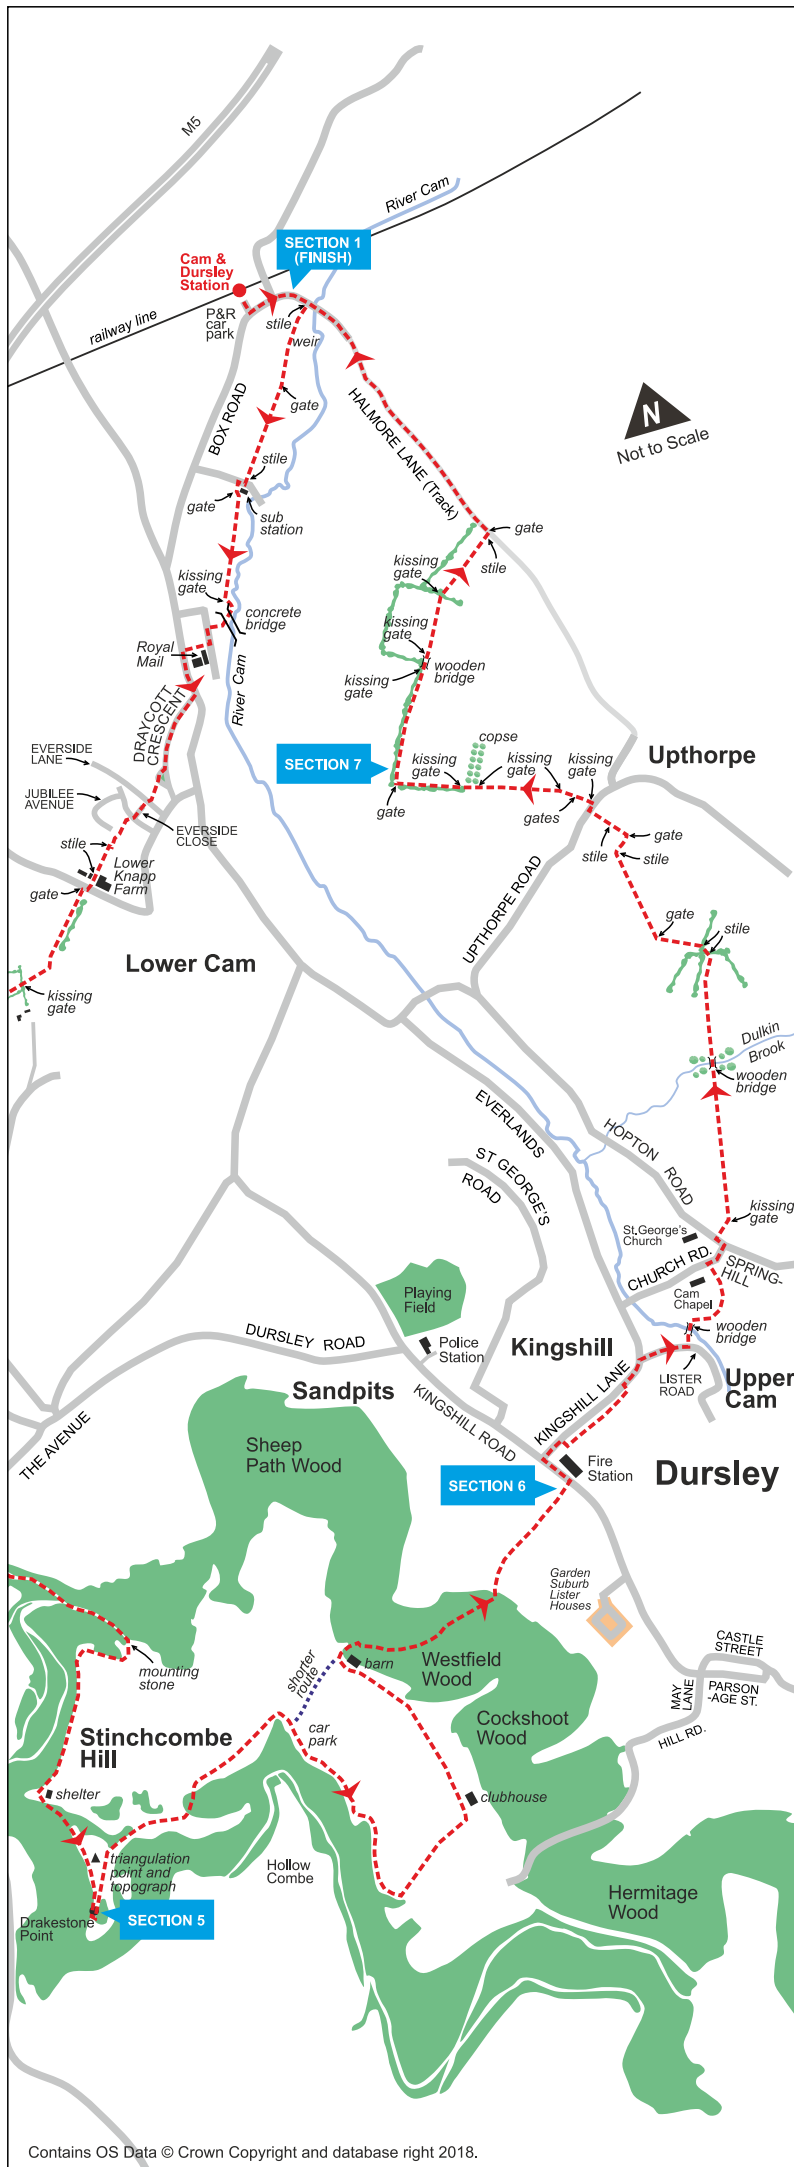 M5
River Cam
SECTION 1
(FINISH)
Cam &
Dursley
Station
railway line
P&R
car
park
stile
weir
gate
BOX ROAD
HALMORE LANE (Track)
N
Not to Scale
stile
gate
sub
station
gate
stile
kissing
gate
kissing
gate
concrete
bridge
Royal
Mail
kissing
gate
wooden
bridge
kissing
gate
River Cam
DRAYCOTT
CRESCENT
EVERSIDE
LANE
JUBILEE
AVENUE
EVERSIDE
CLOSE
SECTION 7
copse
kissing
gate
kissing
gate
kissing
gate
Upthorpe
gate
gates
gate
stile
stile
stile
Lower
Knapp
Farm
gate
UPTHORPE ROAD
gate
stile
Lower Cam
kissing
gate
Dulkin
Brook
wooden
bridge
EVERLANDS
HOPTON ROAD
ST GEORGE'S
ROAD
kissing
gate
St.George's
Church
CHURCH RD.
SPRING-
HILL
Cam
Chapel
Playing
Field
wooden
bridge
DURSLEY ROAD
Police
Station
Kingshill
LISTER
ROAD
Upper
Cam
Sandpits
KINGSHILL ROAD
KINGSHILL LANE
THE AVENUE
Sheep
Path Wood
Fire
Station
Dursley
SECTION 6
Garden
Suburb
Lister
Houses
CASTLE
STREET
mounting
stone
shorter
route
barn
Westfield
Wood
MAY
LANE
PARSON
-AGE ST.
Cockshoot
Wood
HILL RD.
Stinchcombe
Hill
car
park
shelter
clubhouse
triangulation
point and
topograph
Hollow
Combe
Hermitage
Wood
Drakestone
Point
SECTION 5
Contains OS Data © Crown Copyright and database right 2018.